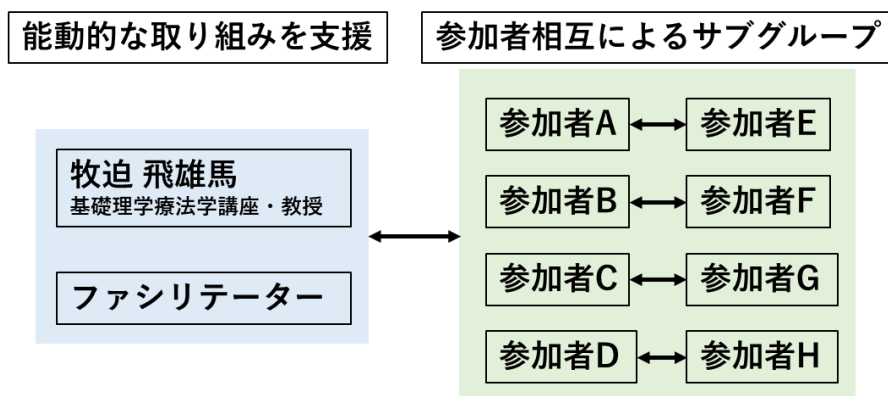 能動的な取り組みを支援
参加者相互によるサブグループ
牧迫 飛雄馬
基礎理学療法学講座・教授
ファシリテーター
参加者A
参加者E
参加者B
参加者F
参加者C
参加者G
参加者D
参加者H